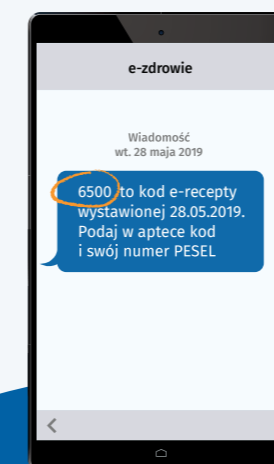 e-zdrowie
Wiadomość
wt. 28 maja 2019
6500 to kod e-recepty
wystawionej 28.05.2019.
Podaj w aptece kod
i swój numer PESEL